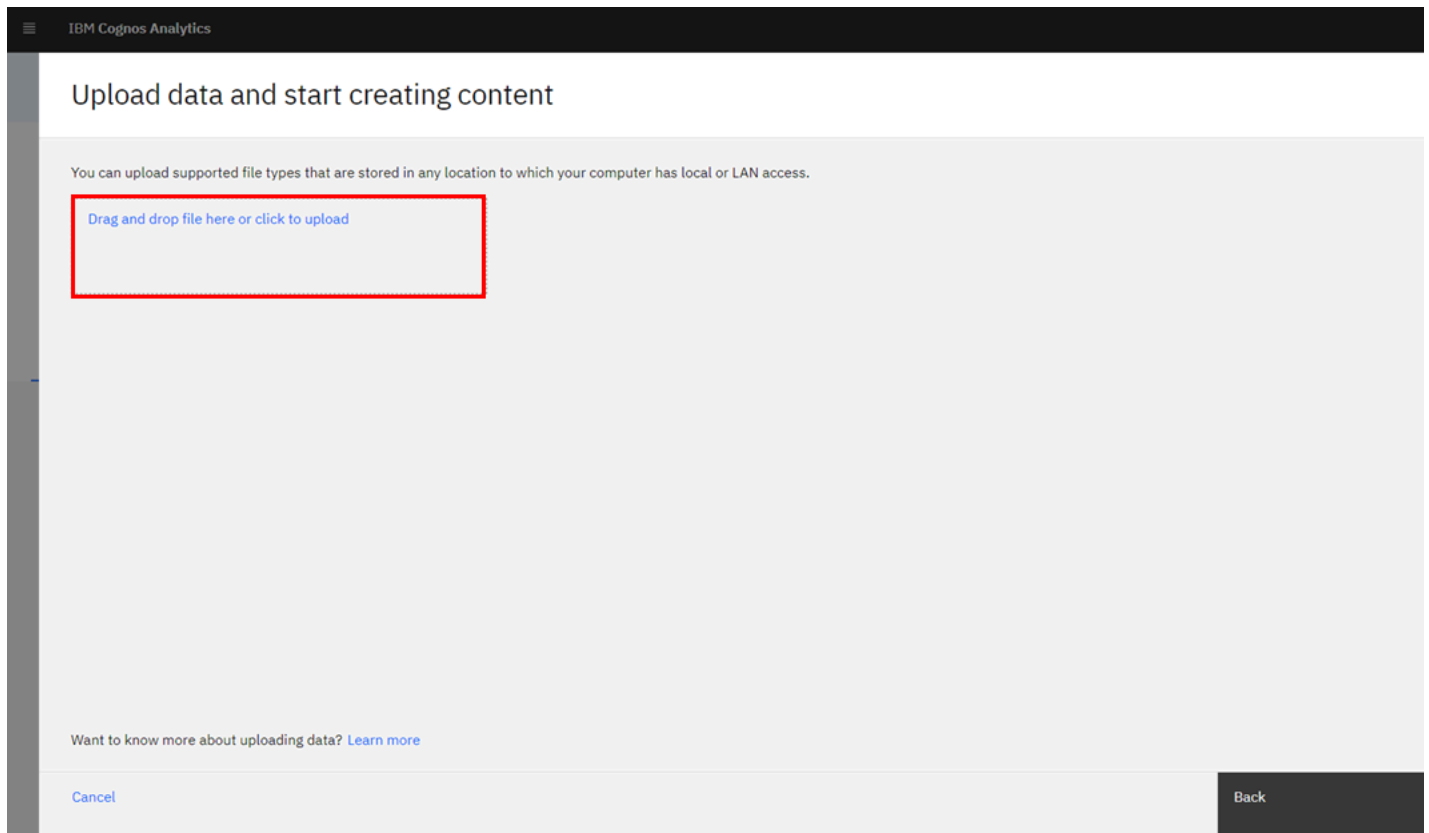 IBM Cognos Analytics
Upload data and start creating content
You can upload supported file types that are stored in any location to which your computer has local or LAN access.
Drag and drop file here or click to upload
Want to know more about uploading data? Learn more
Cancel
Back